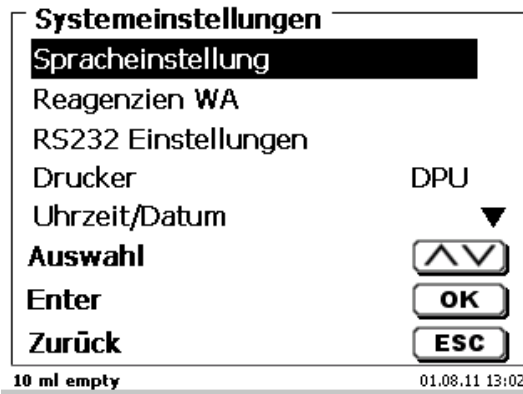 Systemeinstellungen
Spracheinstellung
Reagenzien WA
RS232 Einstellungen
Drucker DPU
Uhrzeit/Datum
Auswahl
Enter OK
Zurück ESC
10 ml empty 01.08.11 13:02